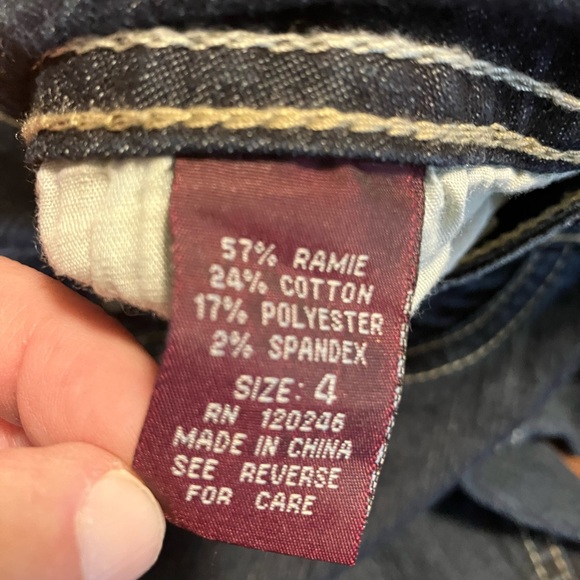 57% RAMIE
24% COTTON
17% POLYESTER
2% SPANDEX
SIZE: 4
RN 120246
MADE IN CHINA
SEE REVERSE
FOR CARE